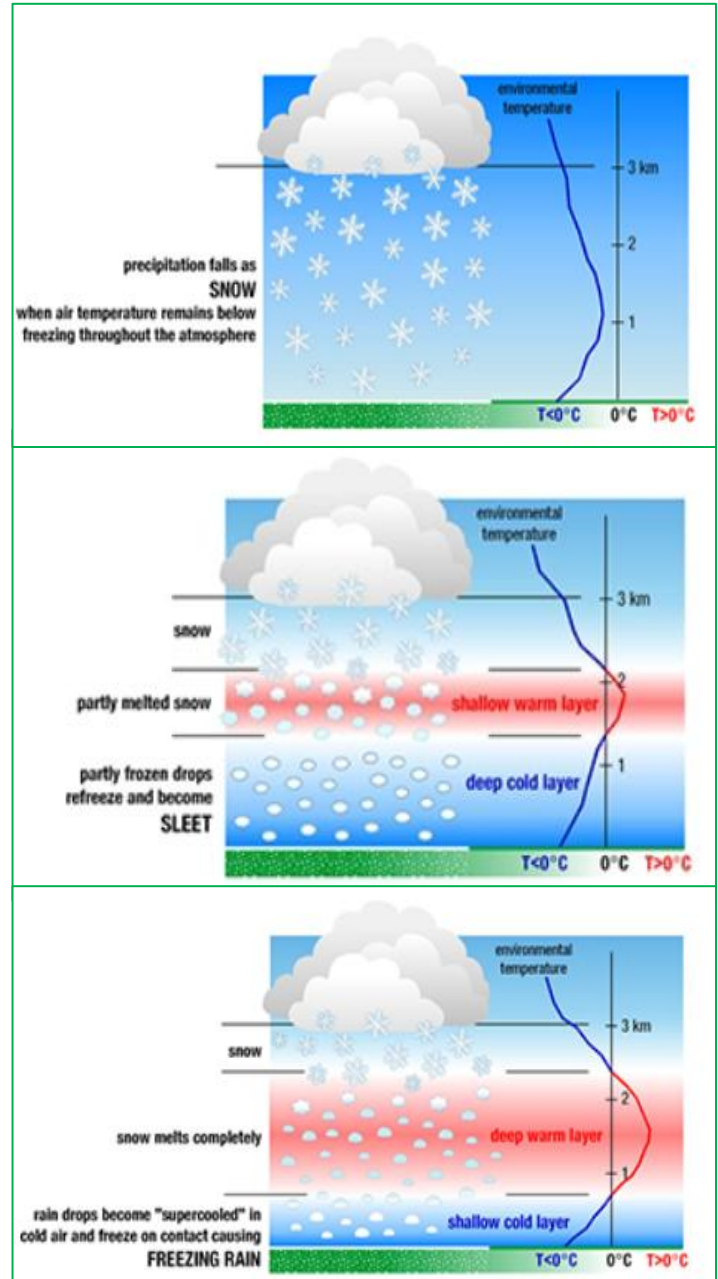 environmental
temperature
3 km
2
precipitation falls as
SNOW
when air temperature remains below
freezing throughout the atmosphere
1
T<0°C 0°C T>0°C
environmental
temperature
3 km
snow
2
partly melted snow
shallow warm layer
1
partly frozen drops
refreeze and become
SLEET
deep cold layer
T<0°C 0°C T>0°C
environmental
temperature
3 km
snow
2
snow melts completely
deep warm layer
1
rain drops become "supercooled" in
cold air and freeze on contact causing
FREEZING RAIN
shallow cold layer
T<0°C 0°C T>0°C